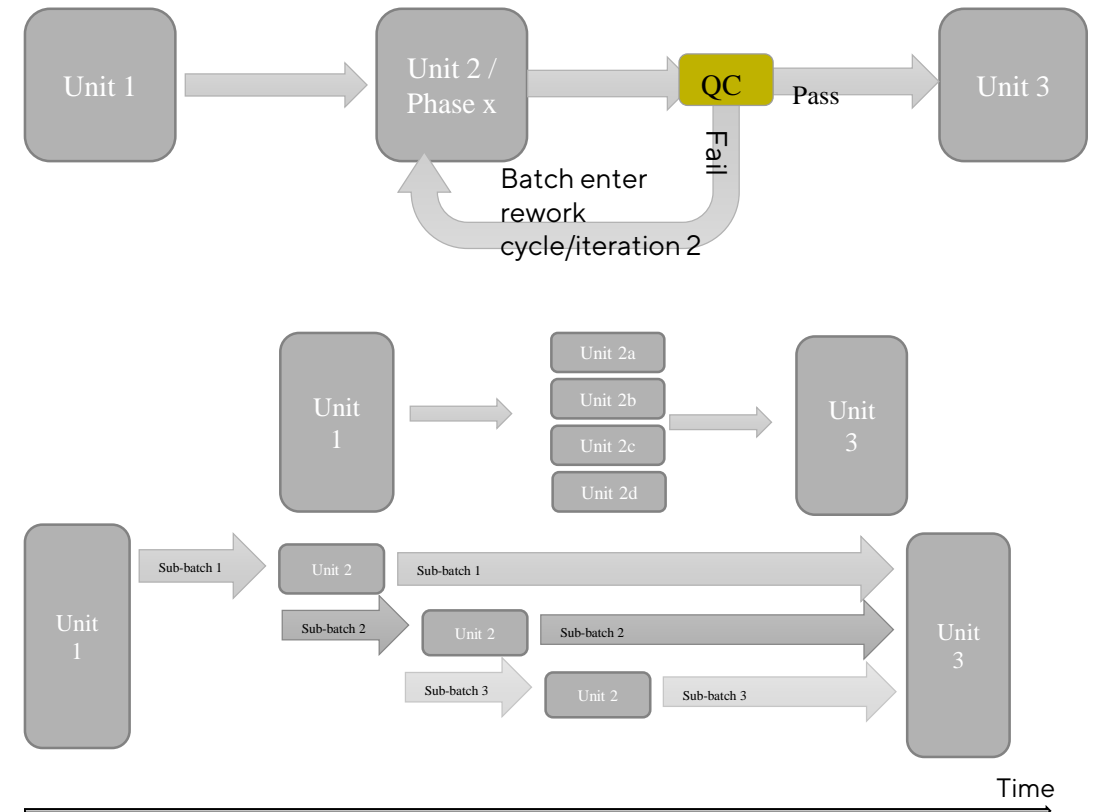 Unit 1
Unit 2 /
Phase x
QC
Pass
Unit 3
Fail
Batch enter
rework
cycle/iteration 2
Unit
1
Unit 2a
Unit 2b
Unit 2c
Unit 2d
Unit
3
Unit
1
Sub-batch 1
Unit 2
Sub-batch 1
Sub-batch 2
Unit 2
Sub-batch 2
Sub-batch 3
Unit 2
Sub-batch 3
Unit
3
Time